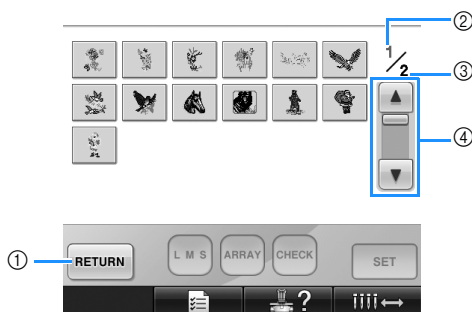 ②
1/2
③
④
①
RETURN
L M S
ARRAY
CHECK
SET
?